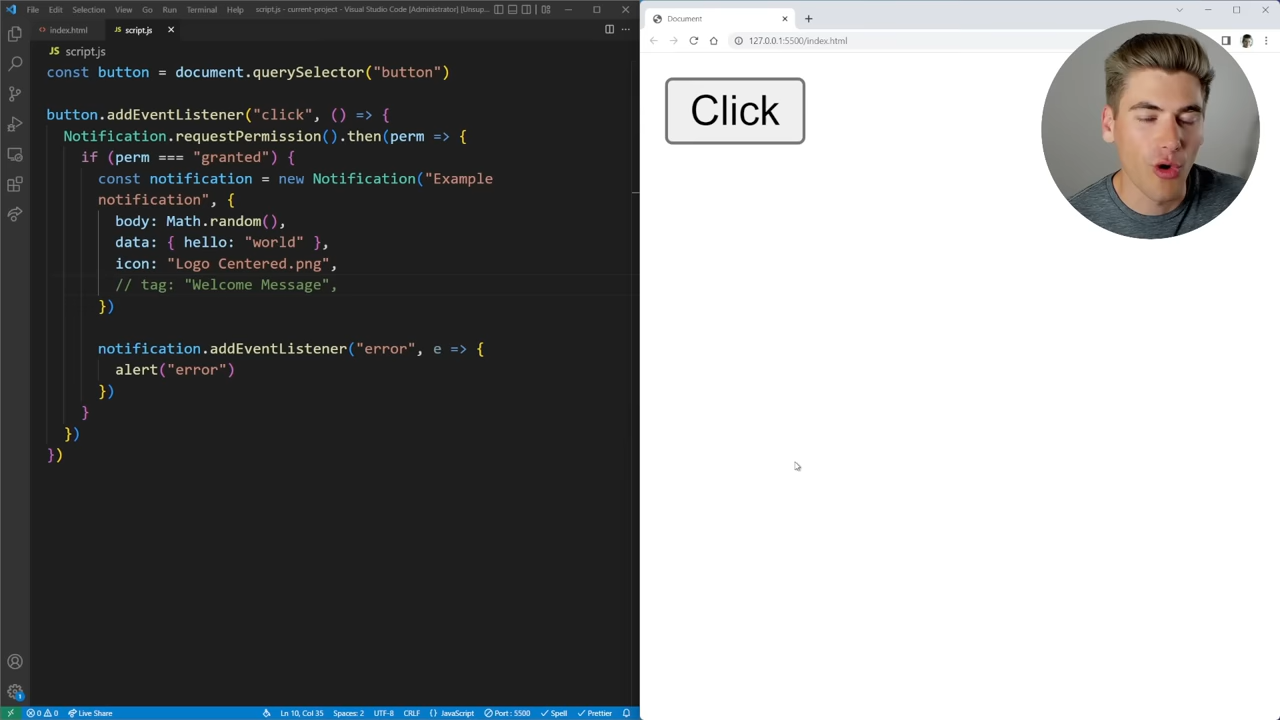 File Edit Selection View Go Run Terminal Help script.js - current-project - Visual Studio Code [Administrator] [Unsup...
index.html script.js
script.js
const button = document.querySelector("button")
button.addEventListener("click", () => {
Notification.requestPermission().then(perm => {
if (perm === "granted") {
const notification = new Notification("Example
notification", {
body: Math.random(),
data: { hello: "world" },
icon: "Logo Centered.png",
// tag: "Welcome Message",
})
notification.addEventListener("error", e => {
alert("error")
})
}
})
})
0 0 Live Share Ln 10, Col 35 Spaces: 2 UTF-8 CRLF {} JavaScript Port : 5500 Spell Prettier
Document
127.0.0.1:5500/index.html
Click